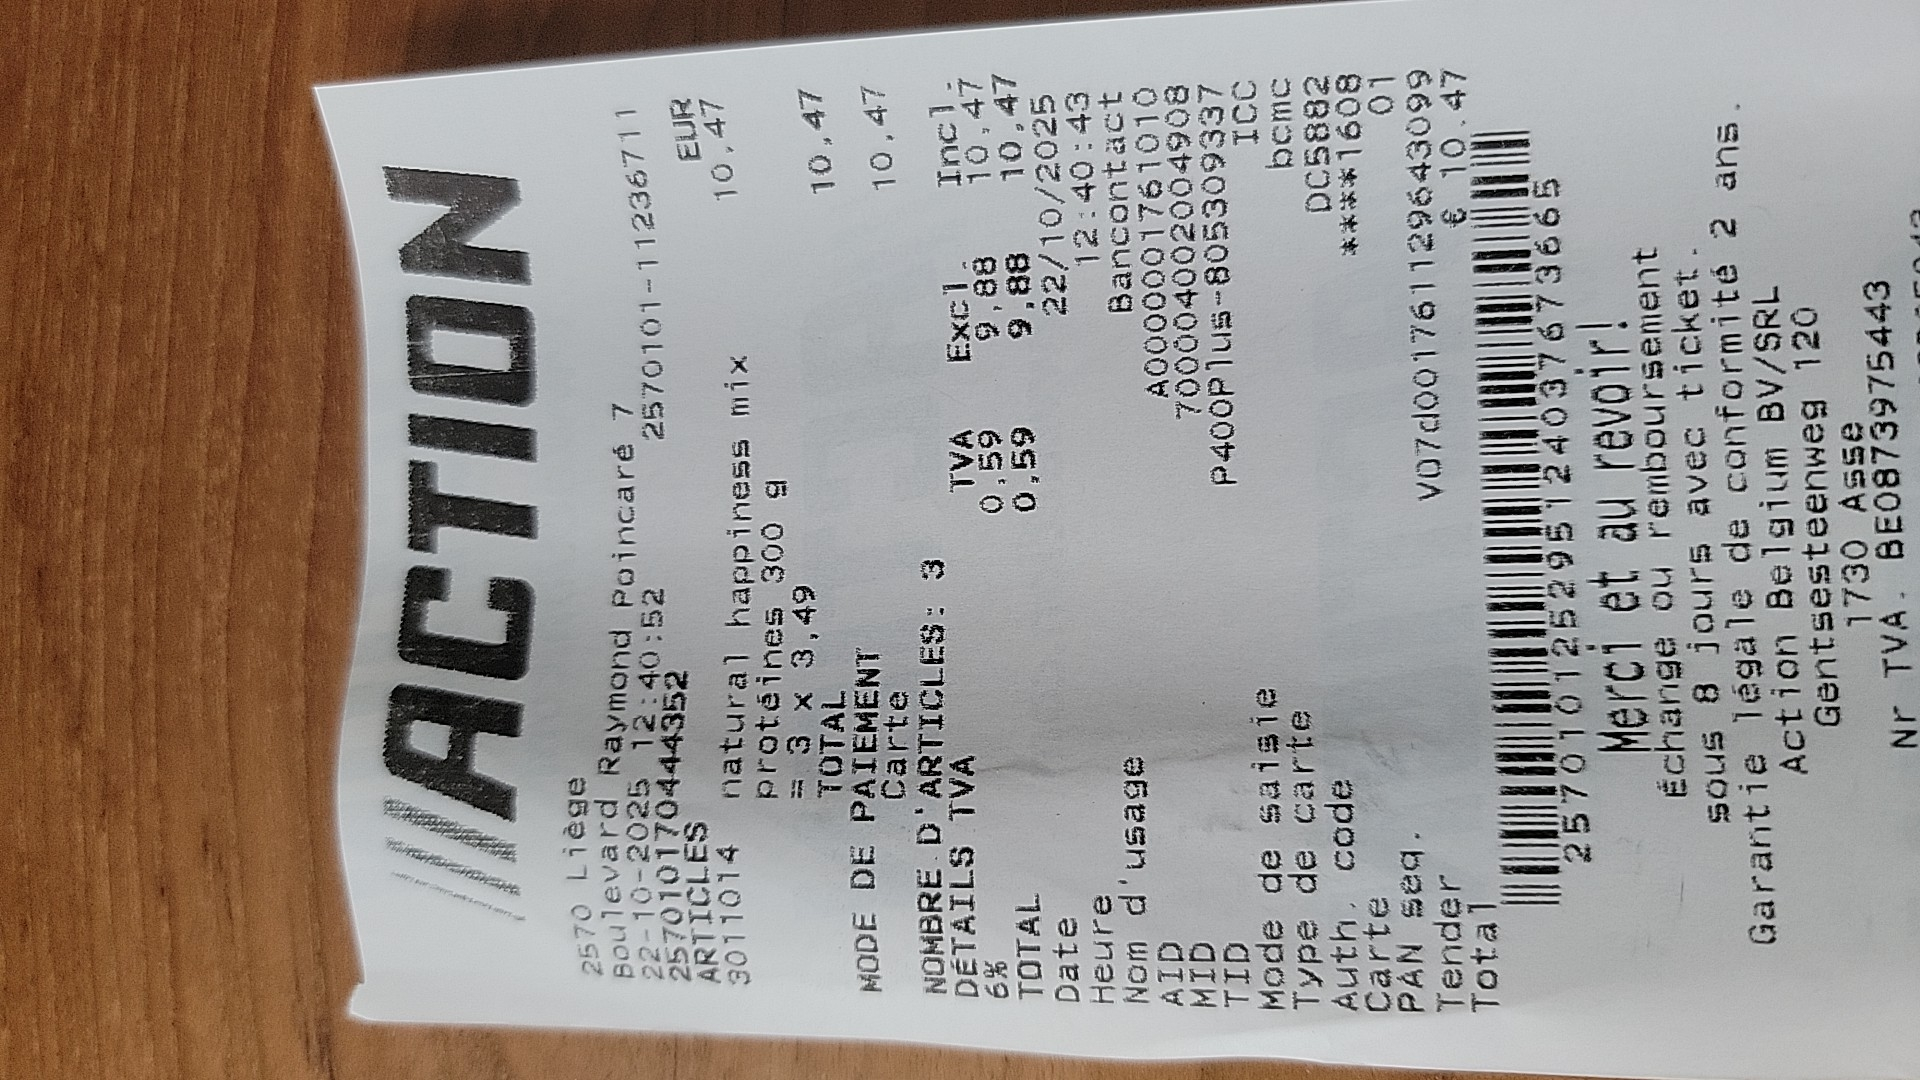 ACTION
2570 Liège
Boulevard Raymond Poincaré 7
22-10-2025 12:40:52 2570101-11236711
2570101704444352
ARTICLES EUR
3011014 natural happiness mix 10,47
protéines 300 g
= 3 x 3,49
TOTAL 10,47
MODE DE PAIEMENT
Carte 10,47
NOMBRE D'ARTICLES: 3
DÉTAILS TVA TVA Excl. Incl.
6% 0,59 9,88 10,47
TOTAL 0,59 9,88 10,47
Date 22/10/2025
Heure 12:40:43
Nom d'usage Bancontact
AID A0000001761010
MID 700004002004908
TID P400Plus-805309337
Mode de saisie ICC
Type de carte bcmc
Auth. code DC5882
Carte ****1608
PAN seq. 01
Tender V07d001761129643099
Total € 10.47
2570101252951240376736​65
Merci et au revoir!
Échange ou remboursement
sous 8 jours avec ticket.
Garantie légale de conformité 2 ans.
Action Belgium BV/SRL
Gentsesteenweg 120
1730 Asse
Nr TVA. BE0873975443